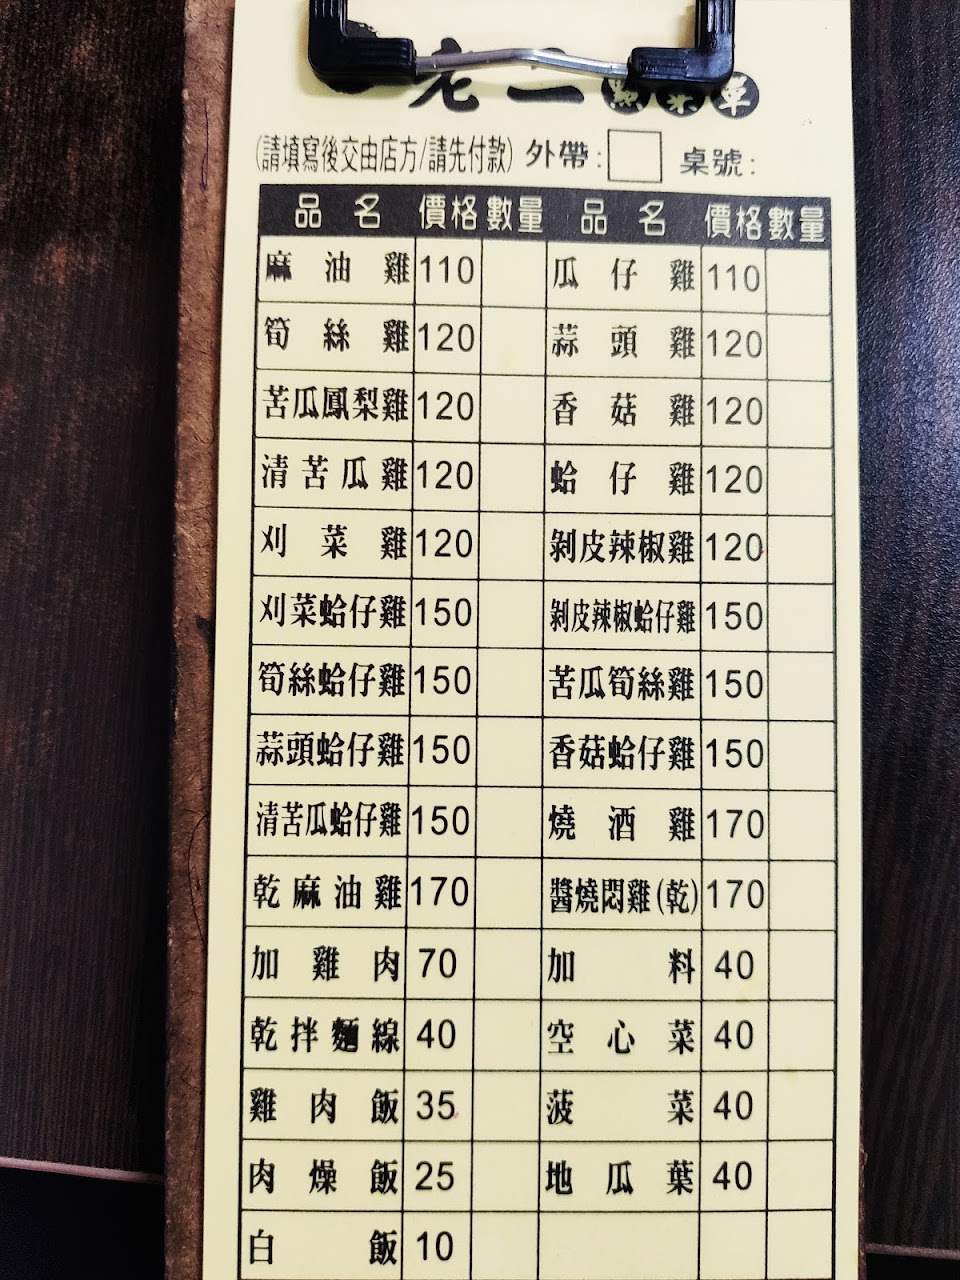 老二點菜單
(請填寫後交由店方/請先付款) 外帶: 桌號:
品名 價格 數量 品名 價格 數量
麻油雞 110 瓜仔雞 110
筍絲雞 120 蒜頭雞 120
苦瓜鳳梨雞 120 香菇雞 120
清苦瓜雞 120 蛤仔雞 120
刈菜雞 120 剝皮辣椒雞 120
刈菜蛤仔雞 150 剝皮辣椒蛤仔雞 150
筍絲蛤仔雞 150 苦瓜筍絲雞 150
蒜頭蛤仔雞 150 香菇蛤仔雞 150
清苦瓜蛤仔雞 150 燒酒雞 170
乾麻油雞 170 醬燒悶雞(乾) 170
加雞肉 70 加料 40
乾拌麵線 40 空心菜 40
雞肉飯 35 菠菜 40
肉燥飯 25 地瓜葉 40
白飯 10